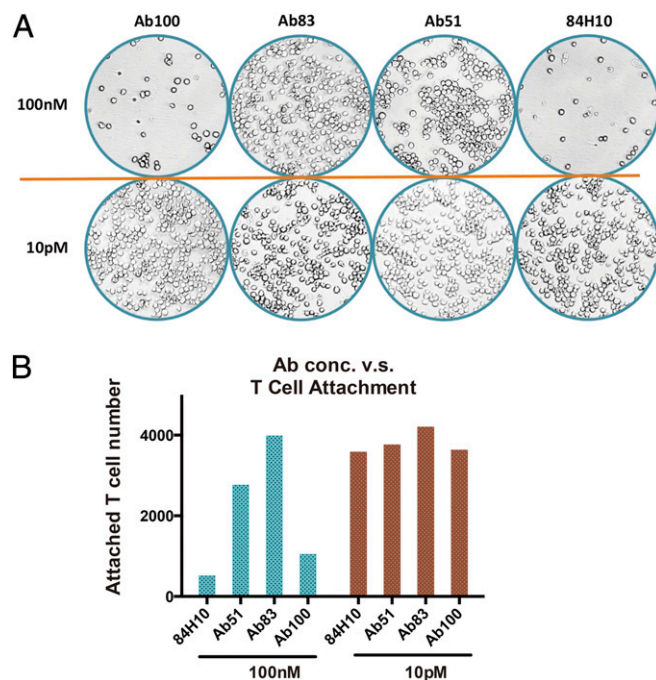 A
Ab100 Ab83 Ab51 84H10
100nM
10pM
B
Ab conc. v.s.
T Cell Attachment
Attached T cell number
4000
2000
0
84H10 Ab51 Ab83 Ab100 84H10 Ab51 Ab83 Ab100
100nM 10pM